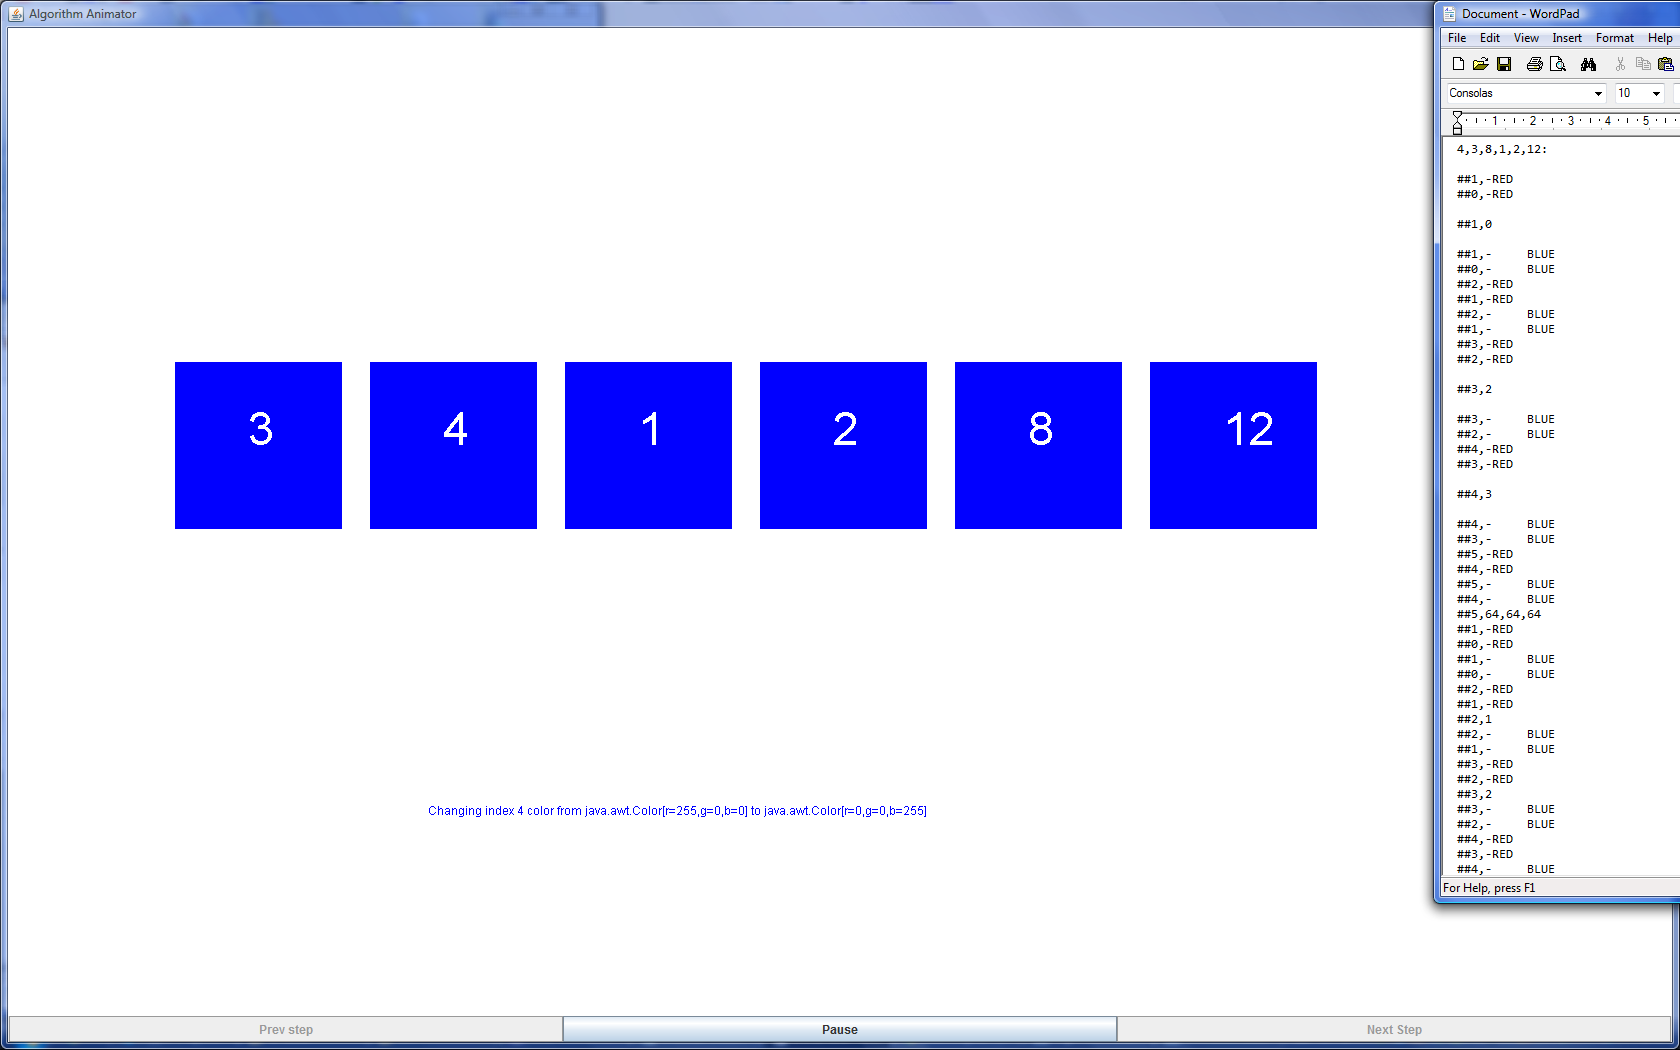 Algorithm Animator
3 4 1 2 8 12
Changing index 4 color from java.awt.Color[r=255,g=0,b=0] to java.awt.Color[r=0,g=0,b=255]
Prev step Pause Next Step
Document - WordPad
File Edit View Insert Format Help
Consolas 10
1 2 3 4 5
4,3,8,1,2,12:
##1,-RED
##0,-RED
##1,0
##1,- BLUE
##0,- BLUE
##2,-RED
##1,-RED
##2,- BLUE
##1,- BLUE
##3,-RED
##2,-RED
##3,2
##3,- BLUE
##2,- BLUE
##4,-RED
##3,-RED
##4,3
##4,- BLUE
##3,- BLUE
##5,-RED
##4,-RED
##5,- BLUE
##4,- BLUE
##5,64,64,64
##1,-RED
##0,-RED
##1,- BLUE
##0,- BLUE
##2,-RED
##1,-RED
##2,1
##2,- BLUE
##1,- BLUE
##3,-RED
##2,-RED
##3,2
##3,- BLUE
##2,- BLUE
##4,-RED
##3,-RED
##4,- BLUE
For Help, press F1